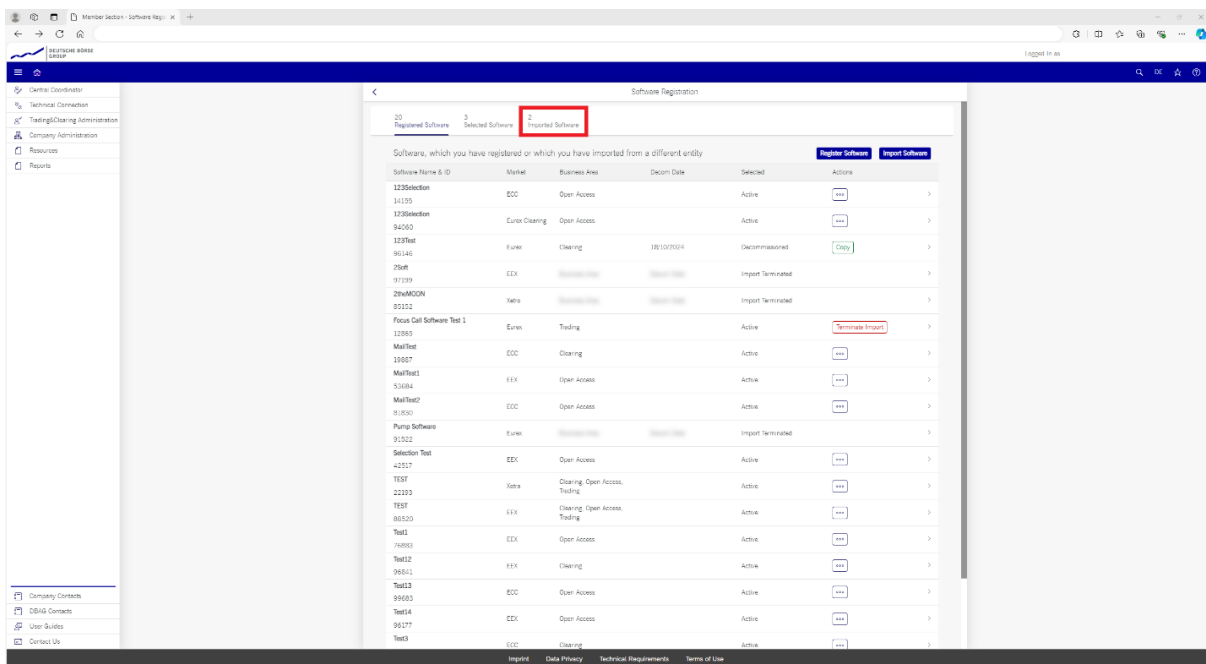 Member Section - Software Regi
DEUTSCHE BÖRSE
GROUP
Logged in as
DE
Central Coordinator
Technical Connection
Trading&Clearing Administration
Company Administration
Resources
Reports
Software Registration
20 3 2
Registered Software Selected Software Imported Software
Software, which you have registered or which you have imported from a different entity
Register Software Import Software
Software Name & ID Market Business Area Decom Date Selected Actions
123Selection
14155 ECC Open Access Active
123Selection
94060 Eurex Clearing Open Access Active
123Test
96146 Eurex Clearing 18/10/2024 Decommissioned Copy
2Soft
97199 EEX Import Terminated
2theMOON
85152 Xetra Import Terminated
Focus Call Software Test 1
12863 Eurex Trading Active Terminate Import
MailTest
19887 ECC Clearing Active
MailTest1
53684 EEX Open Access Active
MailTest2
81830 ECC Open Access Active
Pump Software
91522 Eurex Import Terminated
Selection Test
42517 EEX Open Access Active
TEST
22193 Xetra Clearing, Open Access, Trading Active
TEST
88520 EEX Clearing, Open Access, Trading Active
Test1
76883 EEX Open Access Active
Test12
96841 EEX Clearing Active
Test13
99683 ECC Open Access Active
Test14
96177 EEX Open Access Active
Test3
ECC Clearing Active
Company Contacts
DBAG Contacts
User Guides
Contact Us
Imprint Data Privacy Technical Requirements Terms of Use